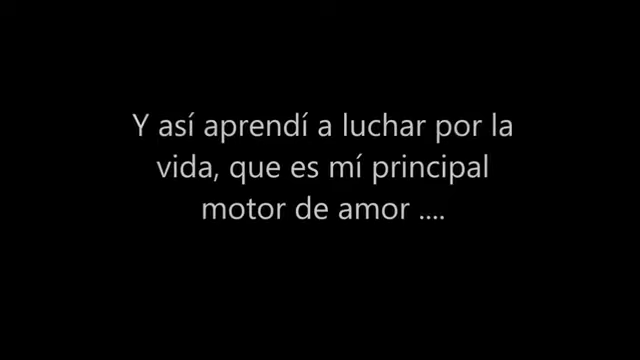 Y así aprendí a luchar por la
vida, que es mí principal
motor de amor ....